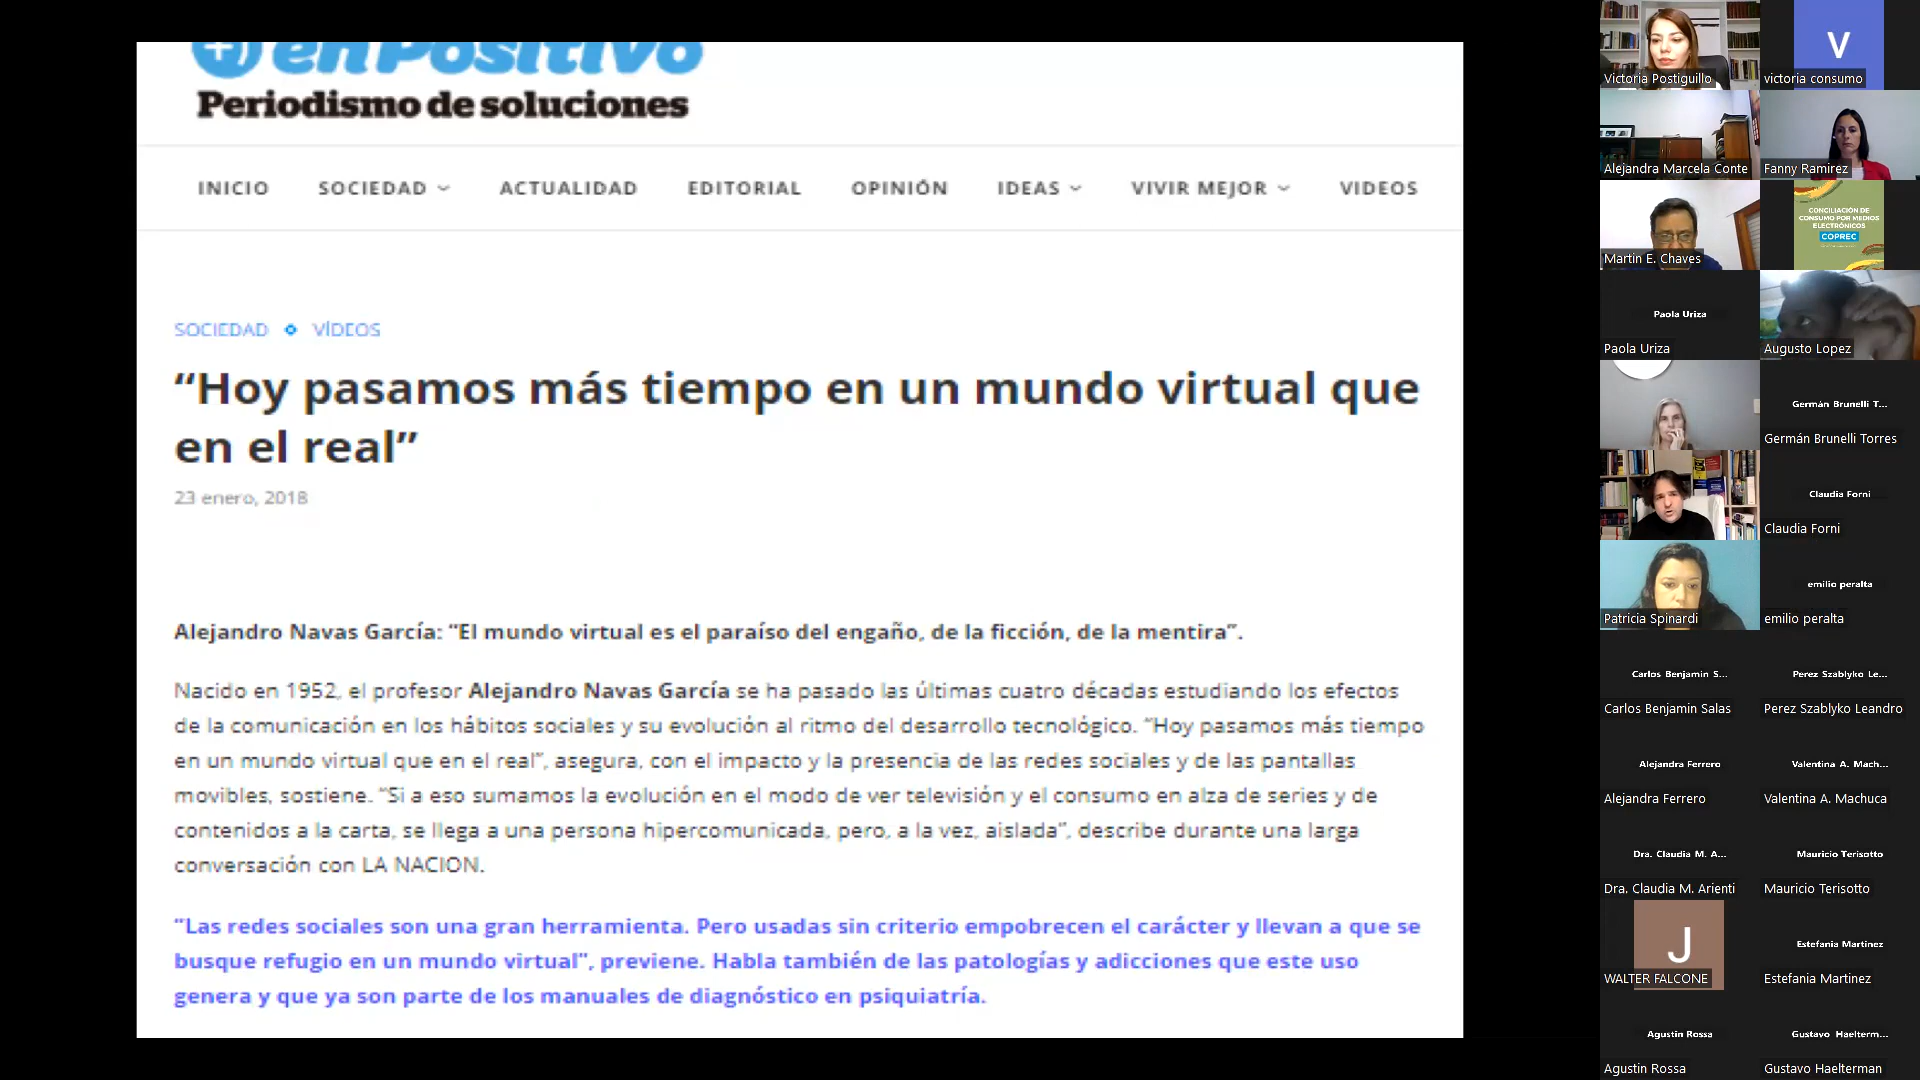 enPositivo
Periodismo de soluciones
INICIO SOCIEDAD ACTUALIDAD EDITORIAL OPINIÓN IDEAS VIVIR MEJOR VIDEOS
SOCIEDAD VÍDEOS
“Hoy pasamos más tiempo en un mundo virtual que
en el real”
23 enero, 2018
Alejandro Navas García: “El mundo virtual es el paraíso del engaño, de la ficción, de la mentira”.
Nacido en 1952, el profesor Alejandro Navas García se ha pasado las últimas cuatro décadas estudiando los efectos
de la comunicación en los hábitos sociales y su evolución al ritmo del desarrollo tecnológico. “Hoy pasamos más tiempo
en un mundo virtual que en el real”, asegura, con el impacto y la presencia de las redes sociales y de las pantallas
movibles, sostiene. “Si a eso sumamos la evolución en el modo de ver televisión y el consumo en alza de series y de
contenidos a la carta, se llega a una persona hipercomunicada, pero, a la vez, aislada”, describe durante una larga
conversación con LA NACION.
“Las redes sociales son una gran herramienta. Pero usadas sin criterio empobrecen el carácter y llevan a que se
busque refugio en un mundo virtual”, previene. Habla también de las patologías y adicciones que este uso
genera y que ya son parte de los manuales de diagnóstico en psiquiatría.
Victoria Postiguillo
V
victoria consumo
Alejandra Marcela Conte
Fanny Ramirez
Martin E. Chaves
CONCILIACIÓN DE
CONSUMO POR MEDIOS
ELECTRÓNICOS
COPREC
Paola Uriza
Paola Uriza
Augusto Lopez
Germán Brunelli T...
Germán Brunelli Torres
Claudia Forni
Claudia Forni
Patricia Spinardi
emilio peralta
emilio peralta
Carlos Benjamin S...
Carlos Benjamin Salas
Perez Szablyko Le...
Perez Szablyko Leandro
Alejandra Ferrero
Alejandra Ferrero
Valentina A. Mach...
Valentina A. Machuca
Dra. Claudia M. A...
Dra. Claudia M. Arienti
Mauricio Terisotto
Mauricio Terisotto
J
WALTER FALCONE
Estefania Martinez
Estefania Martinez
Agustin Rossa
Agustin Rossa
Gustavo Haelterm...
Gustavo Haelterman